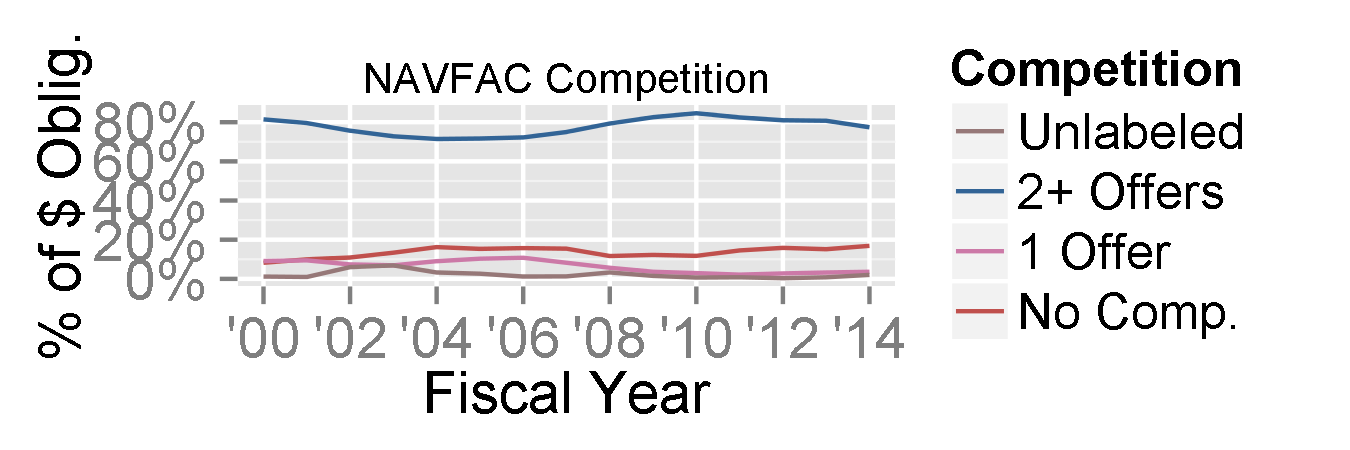 NAVFAC Competition
% of $ Oblig.
80%
60%
40%
20%
0%
'00 '02 '04 '06 '08 '10 '12 '14
Fiscal Year
Competition
Unlabeled
2+ Offers
1 Offer
No Comp.